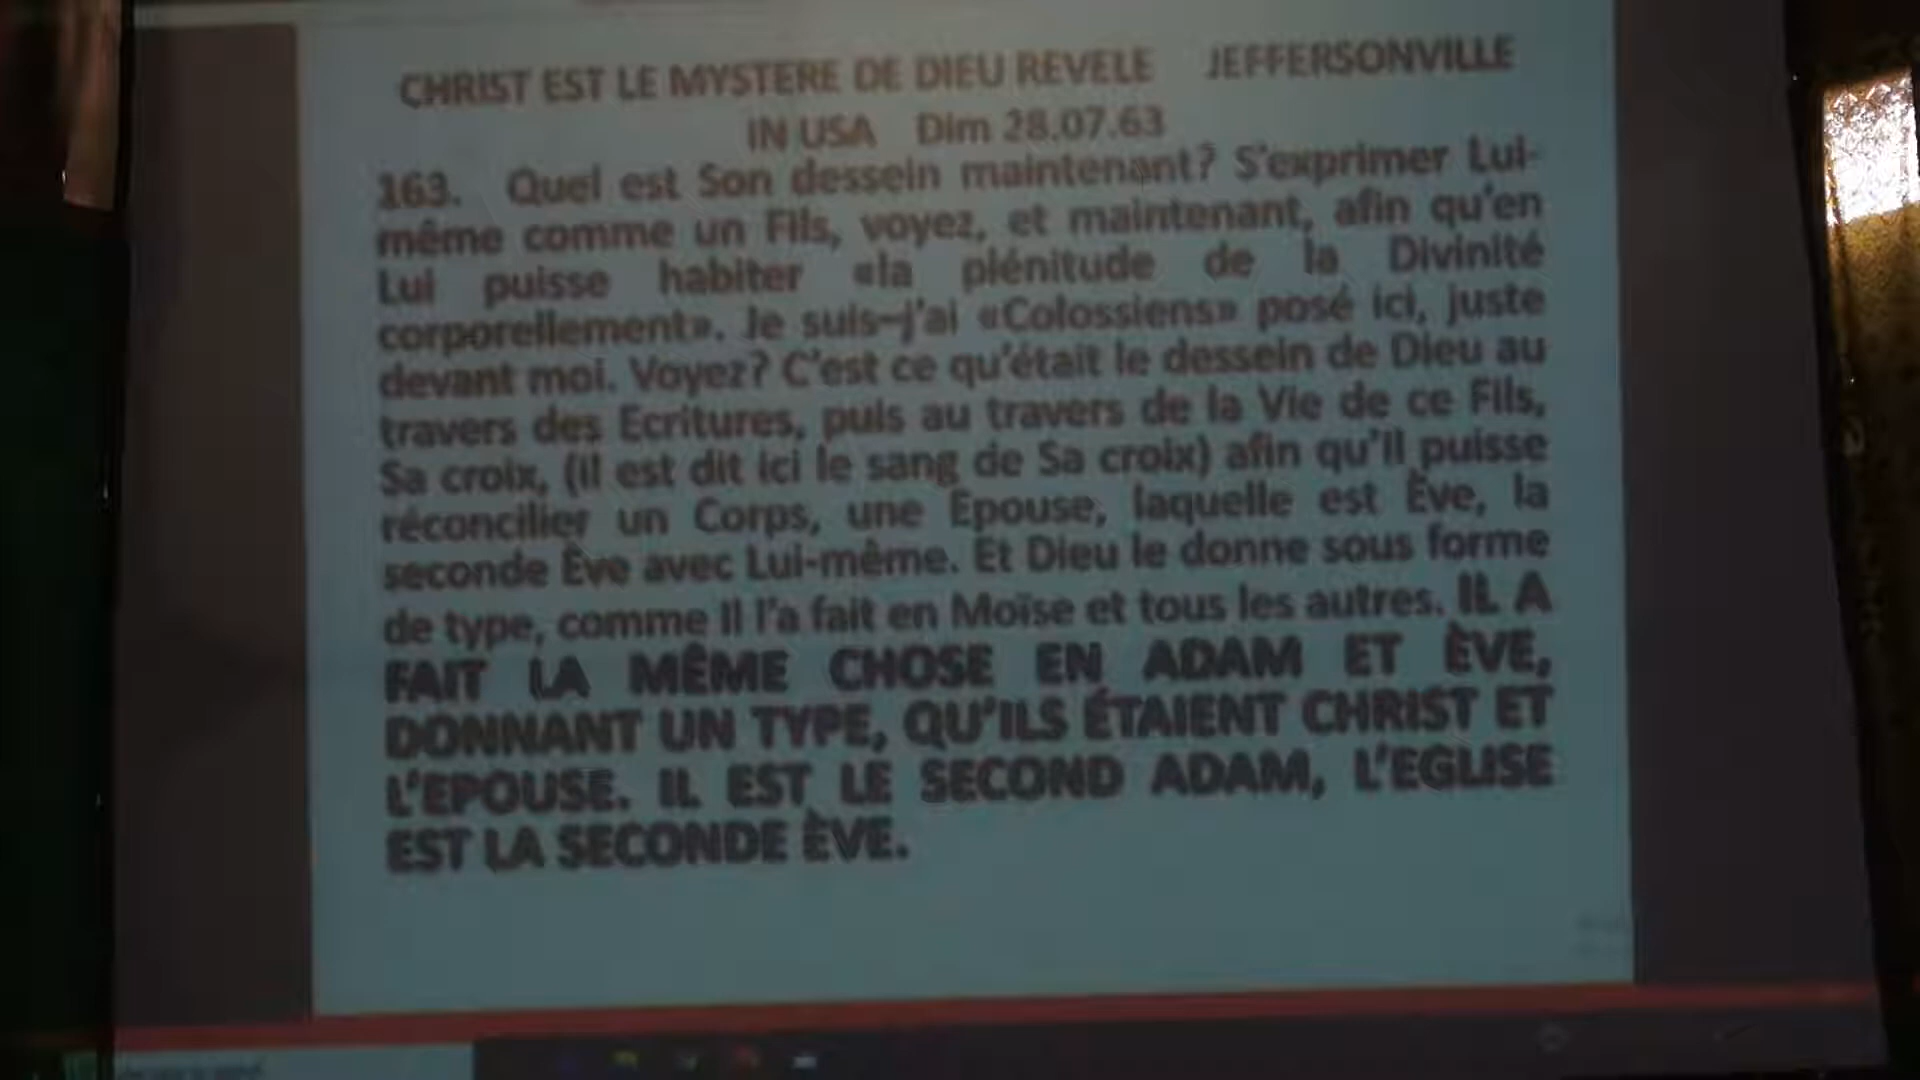 CHRIST EST LE MYSTERE DE DIEU REVELE JEFFERSONVILLE
IN USA Dim 28.07.63
163. Quel est Son dessein maintenant? S'exprimer Lui-
même comme un Fils, voyez, et maintenant, afin qu'en
Lui puisse habiter «la plénitude de la Divinité
corporellement». Je suis–j'ai «Colossiens» posé ici, juste
devant moi. Voyez? C'est ce qu'était le dessein de Dieu au
travers des Ecritures, puis au travers de la Vie de ce Fils,
Sa croix, (il est dit ici le sang de Sa croix) afin qu'Il puisse
réconcilier un Corps, une Epouse, laquelle est Ève, la
seconde Ève avec Lui-même. Et Dieu le donne sous forme
de type, comme Il l'a fait en Moïse et tous les autres. IL A
FAIT LA MÊME CHOSE EN ADAM ET ÈVE,
DONNANT UN TYPE, QU'ILS ÉTAIENT CHRIST ET
L'EPOUSE. IL EST LE SECOND ADAM, L'EGLISE
EST LA SECONDE ÈVE.